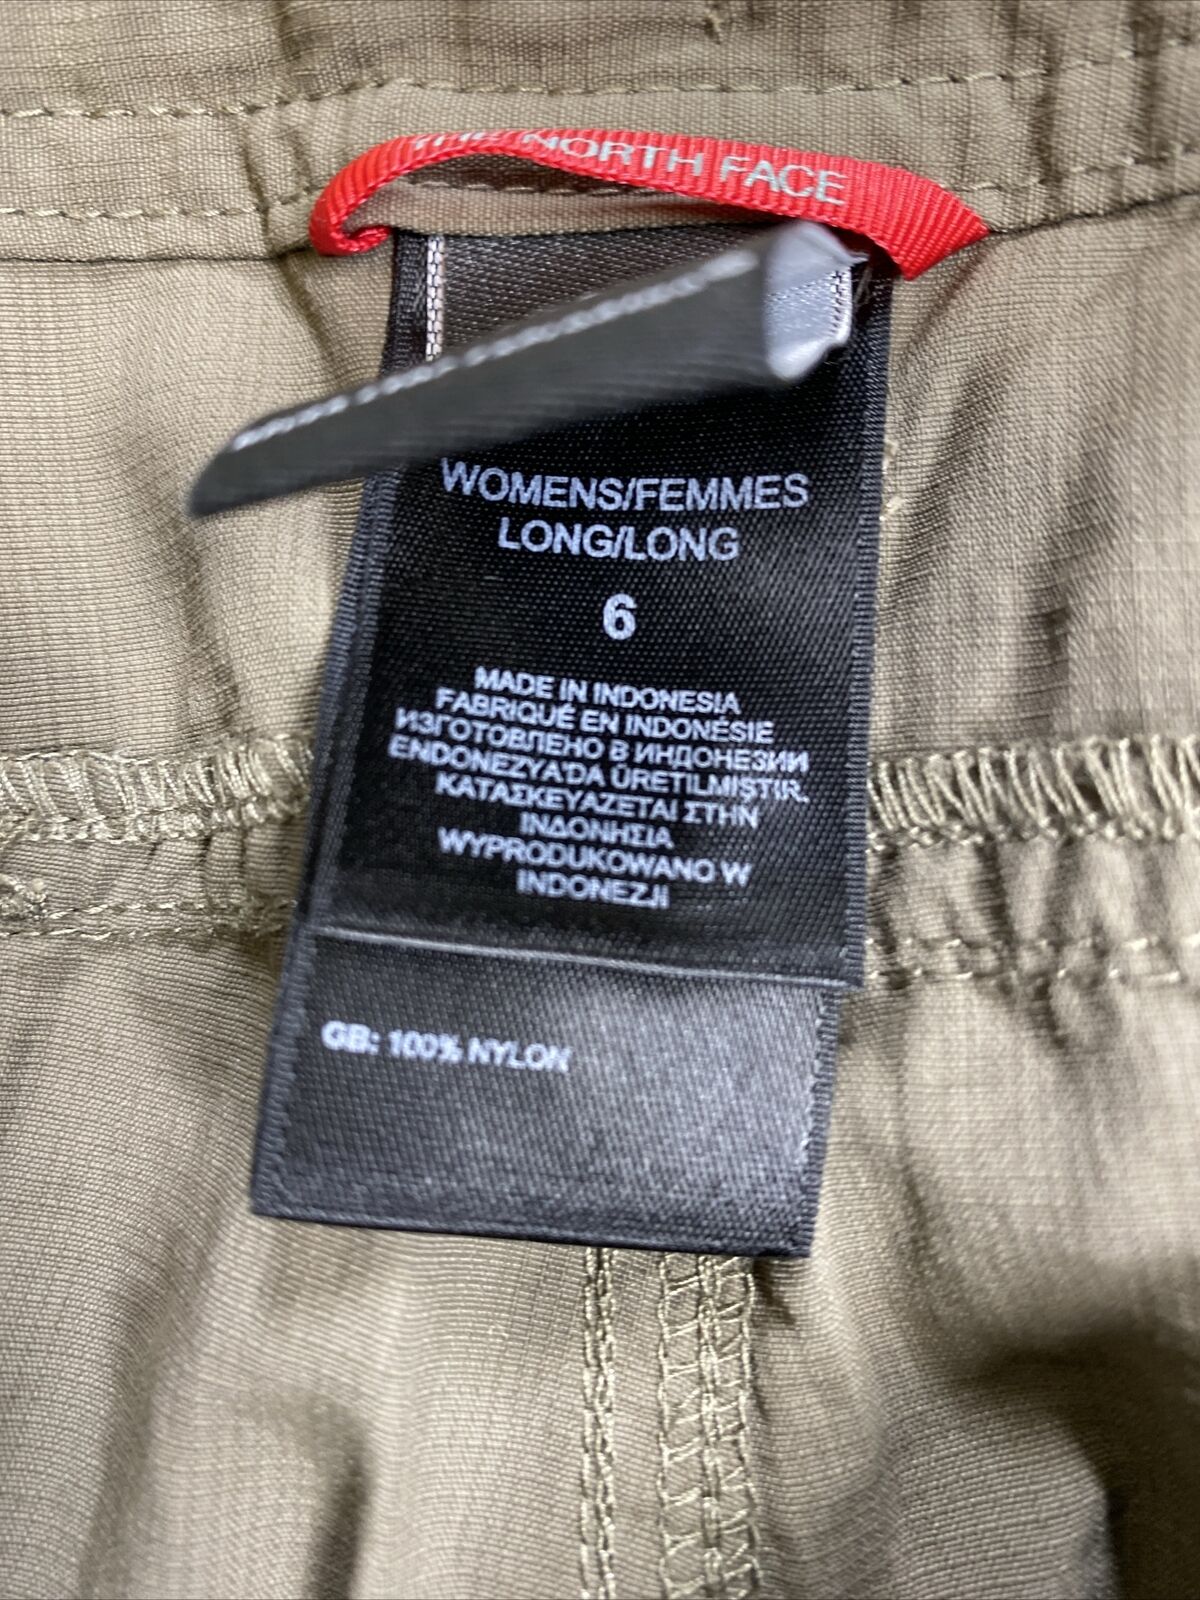 THE NORTH FACE
WOMENS/FEMMES
LONG/LONG
6
MADE IN INDONESIA
FABRIQUÉ EN INDONÉSIE
ИЗГОТОВЛЕНО В ИНДОНЕЗИИ
ENDONEZYA'DA ÜRETILMIŞTIR.
ΚΑΤΑΣΚΕΥΑΖΕΤΑΙ ΣΤΗΝ
ΙΝΔΟΝΗΣΙΑ
WYPRODUKOWANO W
INDONEZJI
GB: 100% NYLON